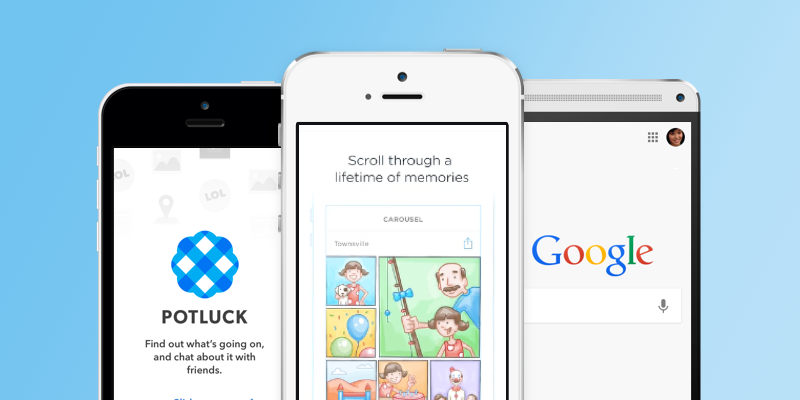 OL
LOL
POTLUCK
Find out what's going on,
and chat about it with
friends.
Scroll through a
lifetime of memories
CAROUSEL
Townsville
Google